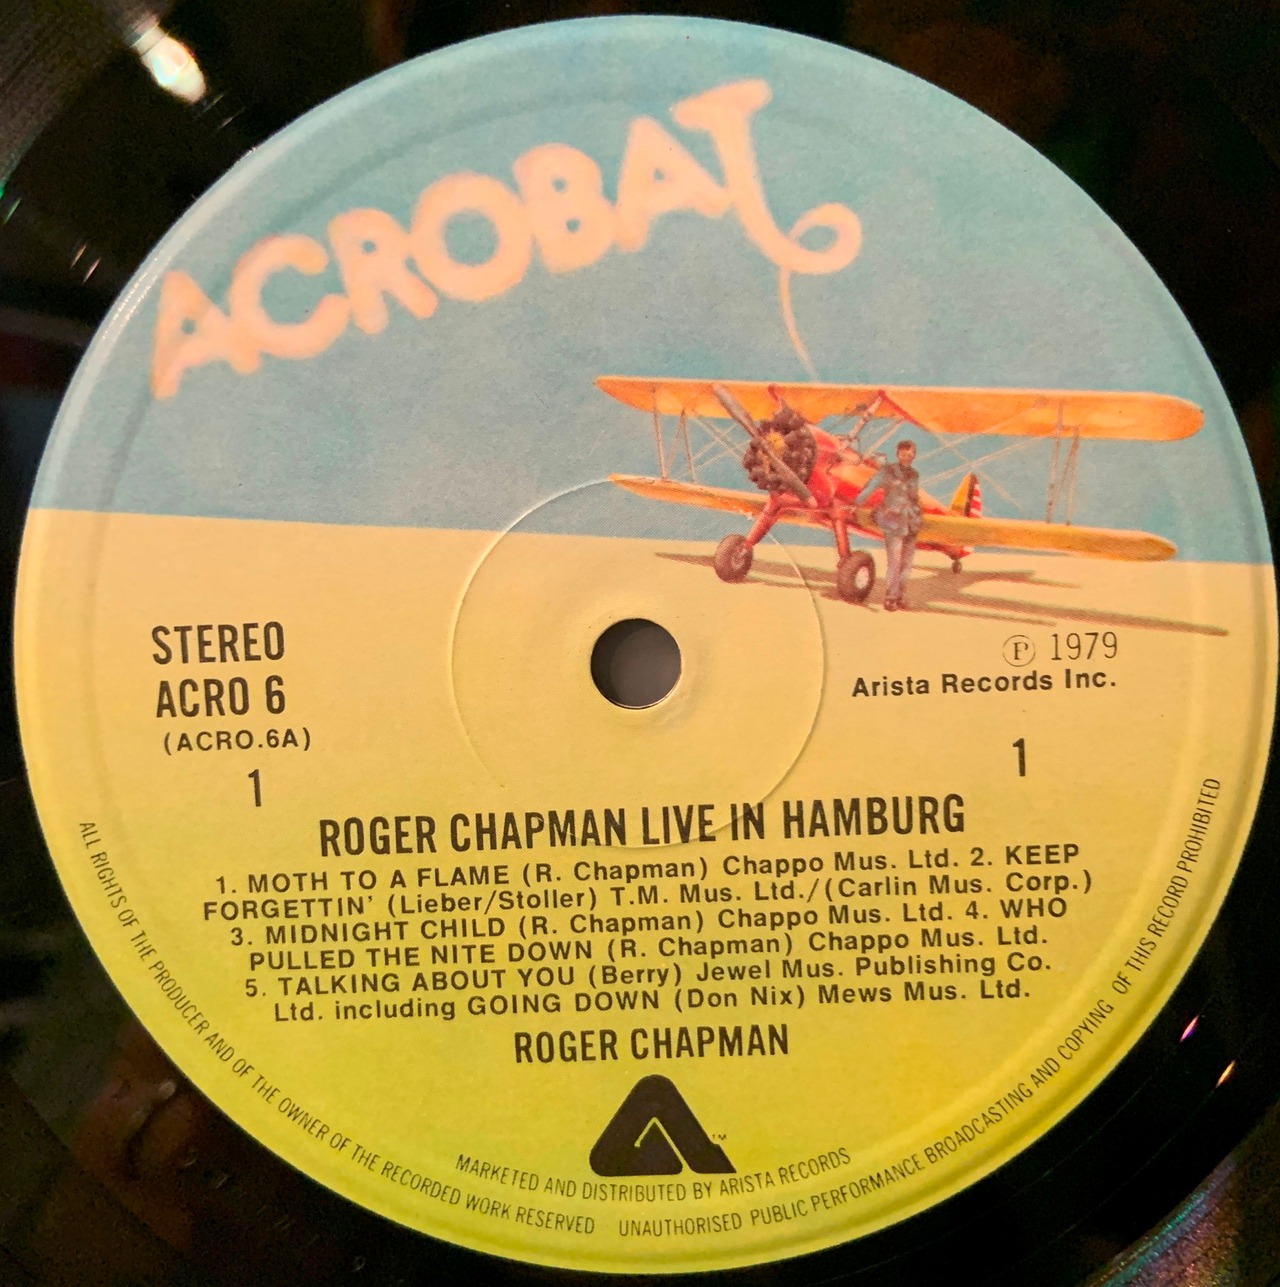 ACROBAT
STEREO
ACRO 6
(ACRO.6A)
1
Ⓟ 1979
Arista Records Inc.
1
ROGER CHAPMAN LIVE IN HAMBURG
1. MOTH TO A FLAME (R. Chapman) Chappo Mus. Ltd. 2. KEEP
FORGETTIN' (Lieber/Stoller) T.M. Mus. Ltd./(Carlin Mus. Corp.)
3. MIDNIGHT CHILD (R. Chapman) Chappo Mus. Ltd. 4. WHO
PULLED THE NITE DOWN (R. Chapman) Chappo Mus. Ltd.
5. TALKING ABOUT YOU (Berry) Jewel Mus. Publishing Co.
Ltd. including GOING DOWN (Don Nix) Mews Mus. Ltd.
ROGER CHAPMAN
TM
MARKETED AND DISTRIBUTED BY ARISTA RECORDS
ALL RIGHTS OF THE PRODUCER AND OF THE OWNER OF THE RECORDED WORK RESERVED UNAUTHORISED PUBLIC PERFORMANCE BROADCASTING AND COPYING OF THIS RECORD PROHIBITED